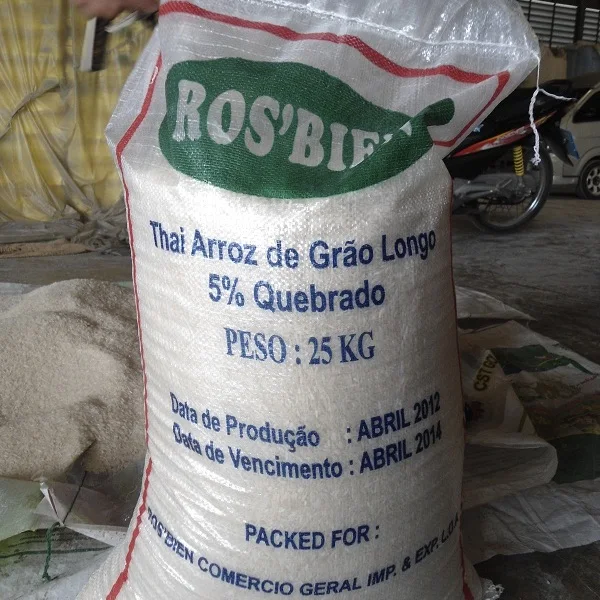 ROS'BIEN
Thai Arroz de Grão Longo
5% Quebrado
PESO : 25 KG
Data de Produção : ABRIL 2012
Data de Vencimento : ABRIL 2014
PACKED FOR :
ROS'BIEN COMERCIO GERAL IMP. & EXP. L.D.A